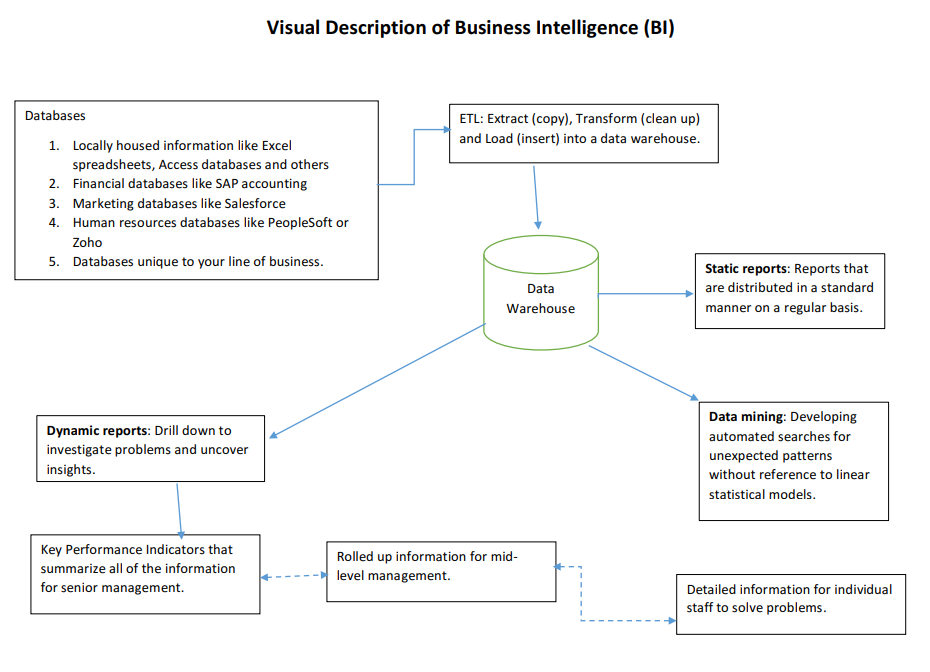 Visual Description of Business Intelligence (BI)
Databases
1. Locally housed information like Excel
spreadsheets, Access databases and others
2. Financial databases like SAP accounting
3. Marketing databases like Salesforce
4. Human resources databases like PeopleSoft or
Zoho
5. Databases unique to your line of business.
ETL: Extract (copy), Transform (clean up)
and Load (insert) into a data warehouse.
Data
Warehouse
Static reports: Reports that
are distributed in a standard
manner on a regular basis.
Dynamic reports: Drill down to
investigate problems and uncover
insights.
Data mining: Developing
automated searches for
unexpected patterns
without reference to linear
statistical models.
Key Performance Indicators that
summarize all of the information
for senior management.
Rolled up information for mid-
level management.
Detailed information for individual
staff to solve problems.